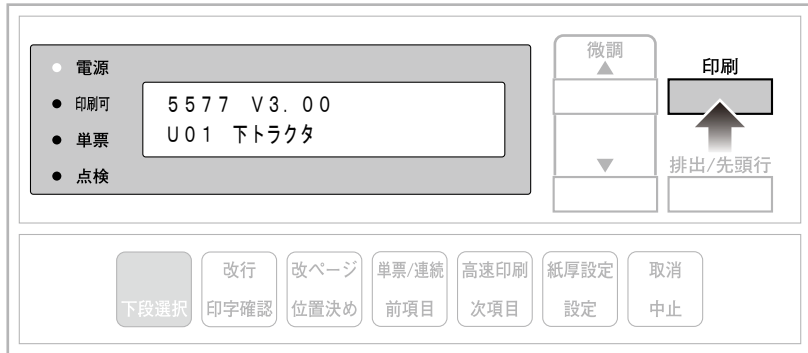 電源
印刷可
単票
点検
5577 V3.00
U01 下トラクタ
微調
▲
▼
印刷
排出/先頭行
下段選択
改行
印字確認
改ページ
位置決め
単票/連続
前項目
高速印刷
次項目
紙厚設定
設定
取消
中止